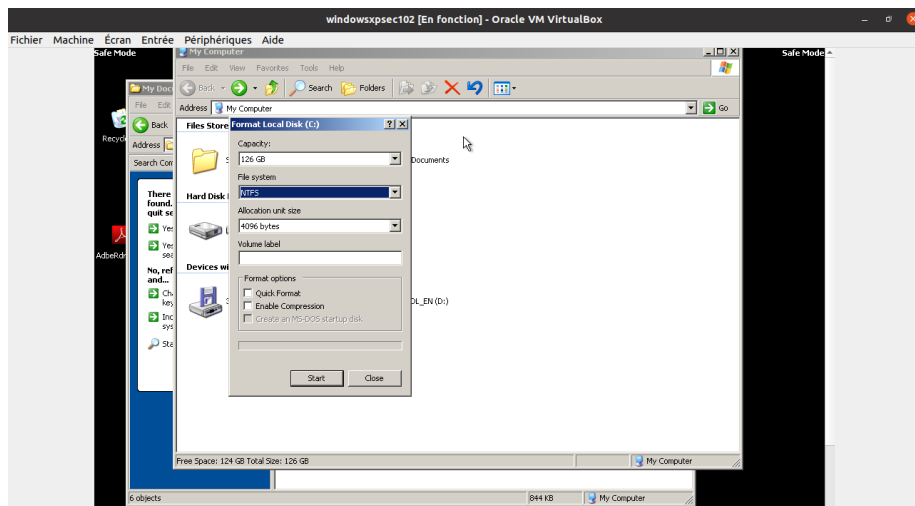 windowsxpsec102 [En fonction] - Oracle VM VirtualBox
Fichier Machine Écran Entrée Périphériques Aide
Safe Mode
My Computer
Safe Mode
File Edit View Favorites Tools Help
My Doc
Back
Search
Folders
File Edit
Address
My Computer
Go
Back
Files Store
Format Local Disk (C:)
Recycl
Address
Capacity:
Search Com
126 GB
Documents
File system
There
found.
quit se
Hard Disk
NTFS
Allocation unit size
Yes
4096 bytes
Yes
sea
Volume label
AdbeRdr
No, ref
and...
Devices wi
Format options
Ch
key
Quick Format
3
DL_EN (D:)
Enable Compression
Inc
sys
Create an MS-DOS startup disk
Sta
Start
Close
Free Space: 124 GB Total Size: 126 GB
My Computer
6 objects
844 KB
My Computer